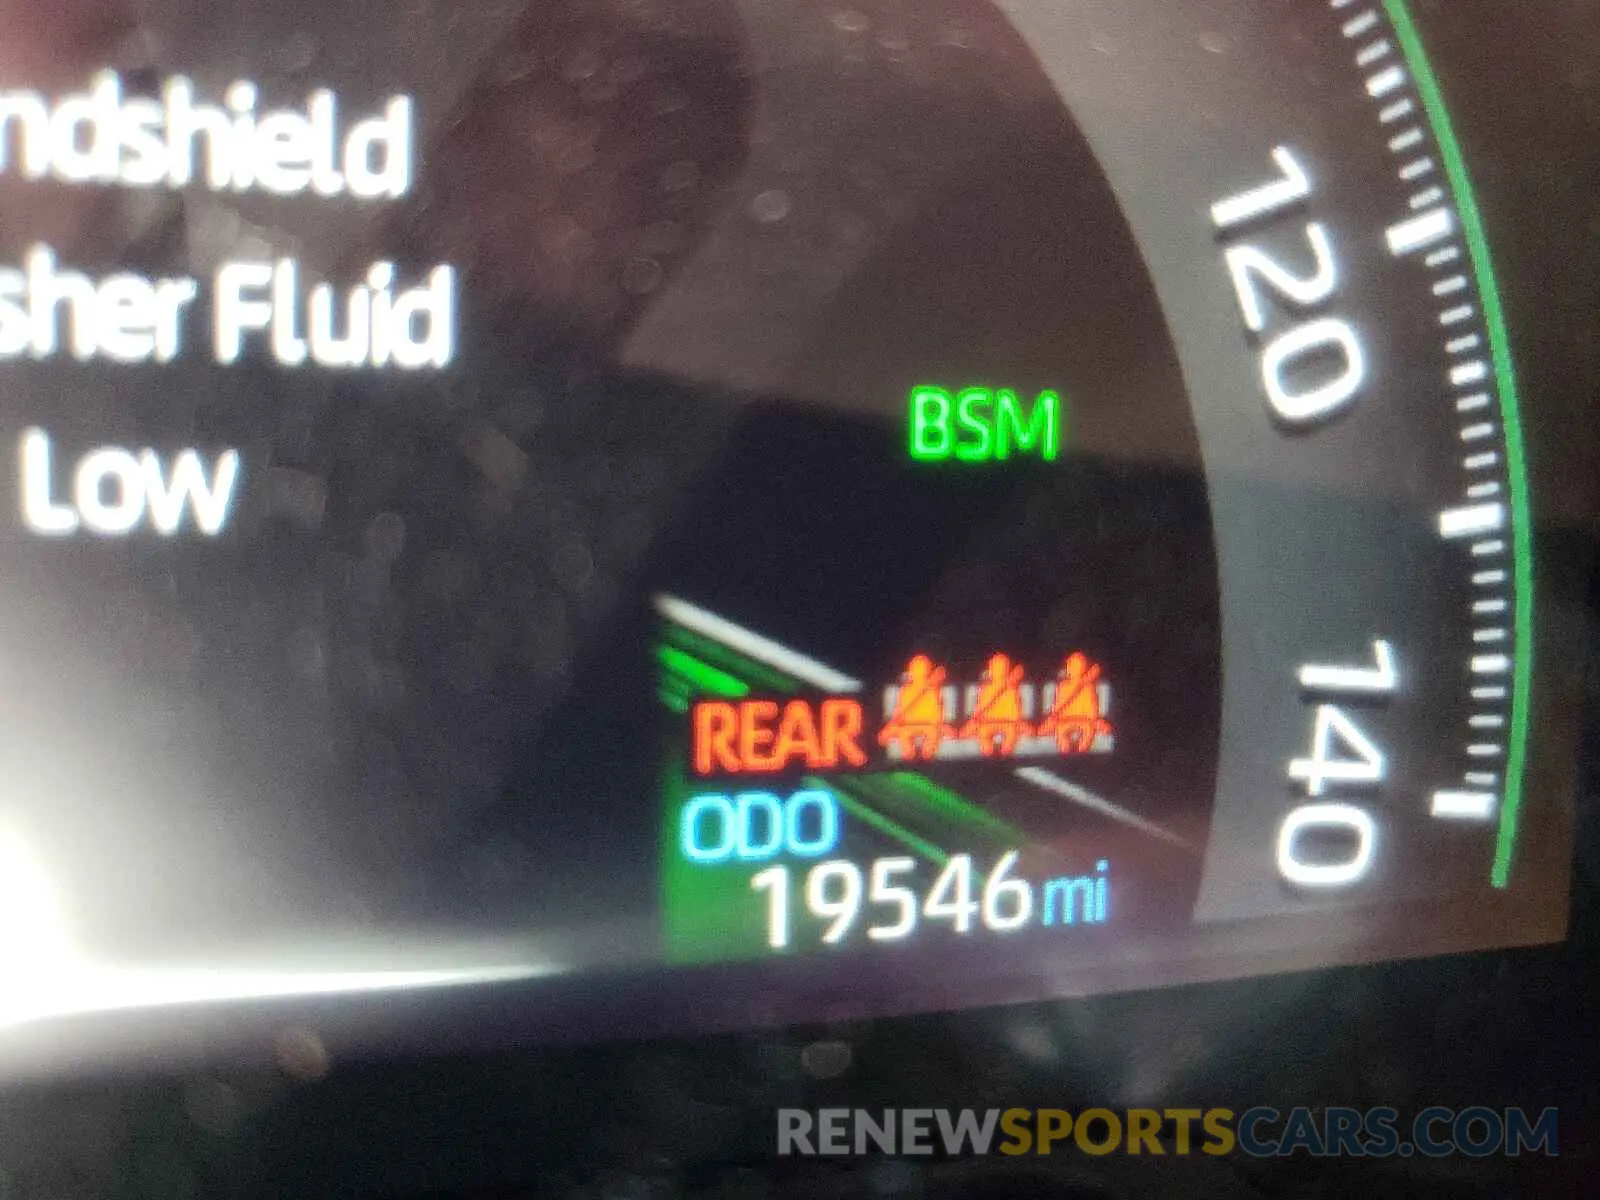 ndshield
sher Fluid
Low
BSM
120
140
REAR
ODO
19546 mi
RENEWSPORTSCARS.COM